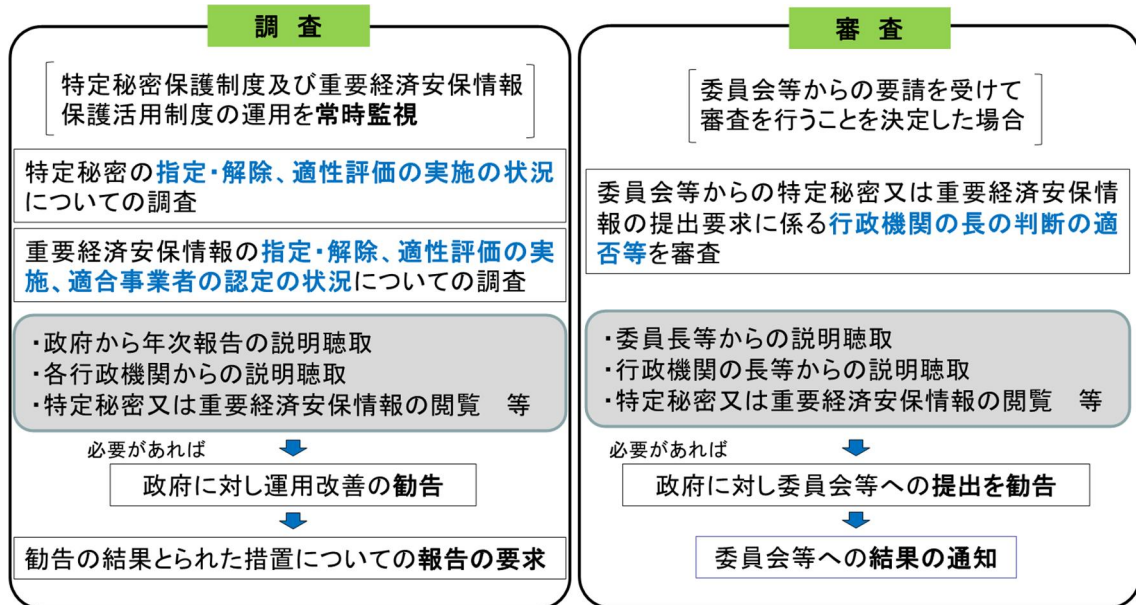 調 査
特定秘密保護制度及び重要経済安保情報
保護活用制度の運用を常時監視
特定秘密の指定・解除、適性評価の実施の状況
についての調査
重要経済安保情報の指定・解除、適性評価の実
施、適合事業者の認定の状況についての調査
・政府から年次報告の説明聴取
・各行政機関からの説明聴取
・特定秘密又は重要経済安保情報の閲覧 等
必要があれば
政府に対し運用改善の勧告
勧告の結果とられた措置についての報告の要求
審 査
委員会等からの要請を受けて
審査を行うことを決定した場合
委員会等からの特定秘密又は重要経済安保情
報の提出要求に係る行政機関の長の判断の適
否等を審査
・委員長等からの説明聴取
・行政機関の長等からの説明聴取
・特定秘密又は重要経済安保情報の閲覧 等
必要があれば
政府に対し委員会等への提出を勧告
委員会等への結果の通知